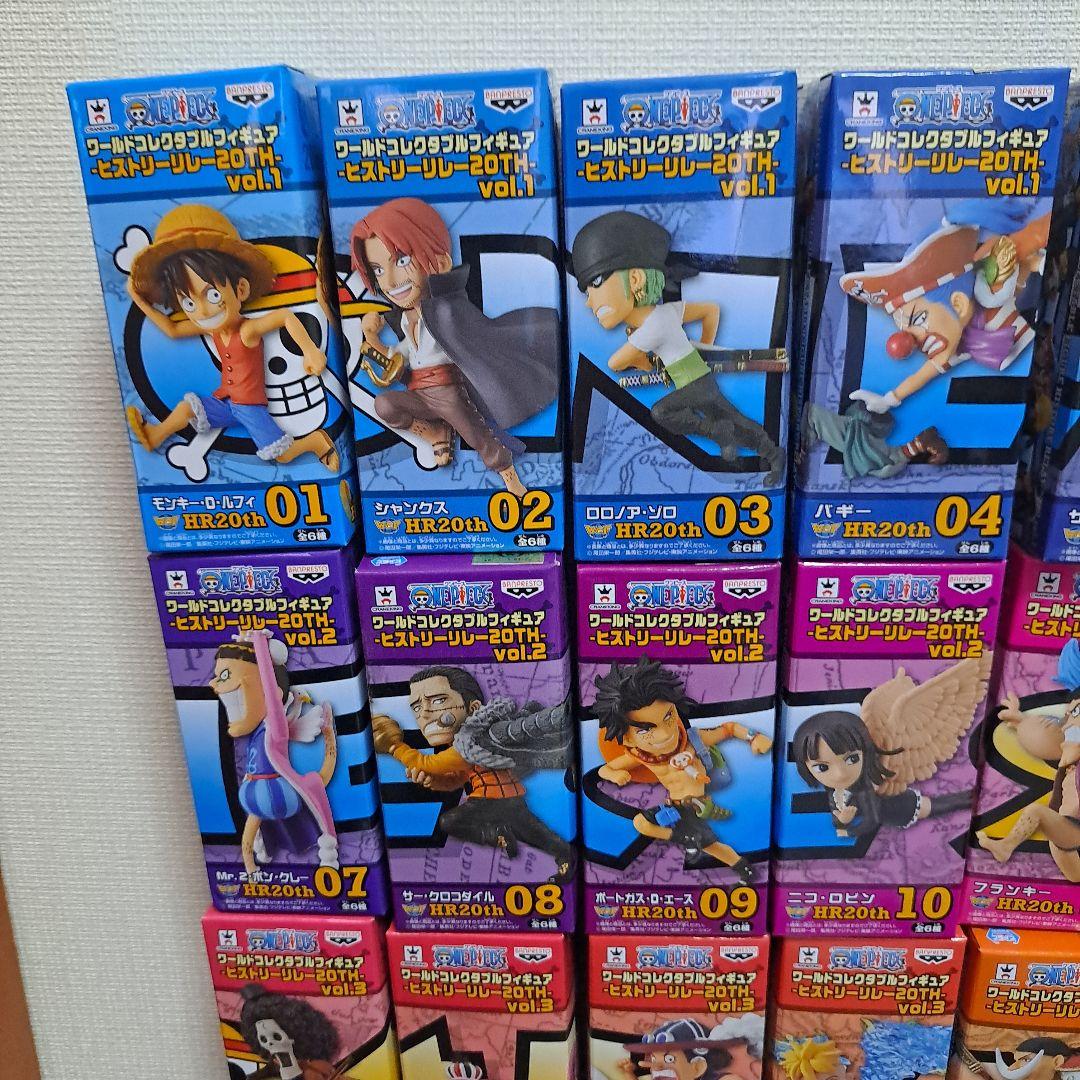 CRANEKING
ONE PIECE
BANPRESTO
ワールドコレクタブルフィギュア
-ヒストリーリレー20TH-
vol.1
モンキー・D・ルフィ
HR20th
01
全6種
CRANEKING
ONE PIECE
BANPRESTO
ワールドコレクタブルフィギュア
-ヒストリーリレー20TH-
vol.1
シャンクス
HR20th
02
全6種
CRANEKING
ONE PIECE
BANPRESTO
ワールドコレクタブルフィギュア
-ヒストリーリレー20TH-
vol.1
ロロノア・ゾロ
HR20th
03
全6種
CRANEKING
ONE PIECE
BANPRESTO
ワールドコレクタブルフィギュア
-ヒストリーリレー20TH-
vol.1
バギー
HR20th
04
全6種
CRANEKING
ONE PIECE
BANPRESTO
ワールドコレクタブルフィギュア
-ヒストリーリレー20TH-
vol.2
Mr.2・ボン・クレー
HR20th
07
全6種
CRANEKING
ONE PIECE
BANPRESTO
ワールドコレクタブルフィギュア
-ヒストリーリレー20TH-
vol.2
サー・クロコダイル
HR20th
08
全6種
CRANEKING
ONE PIECE
BANPRESTO
ワールドコレクタブルフィギュア
-ヒストリーリレー20TH-
vol.2
ポートガス・D・エース
HR20th
09
全6種
CRANEKING
ONE PIECE
BANPRESTO
ワールドコレクタブルフィギュア
-ヒストリーリレー20TH-
vol.2
ニコ・ロビン
HR20th
10
全6種
フランキー
HR20th
CRANEKING
ONE PIECE
BANPRESTO
ワールドコレクタブルフィギュア
-ヒストリーリレー20TH-
vol.3
CRANEKING
ONE PIECE
BANPRESTO
ワールドコレクタブルフィギュア
-ヒストリーリレー20TH-
vol.3
CRANEKING
ONE PIECE
BANPRESTO
ワールドコレクタブルフィギュア
-ヒストリーリレー20TH-
vol.3
CRANEKING
ONE PIECE
BANPRESTO
ワールドコレクタブルフィギュア
-ヒストリーリレー20TH-
vol.3